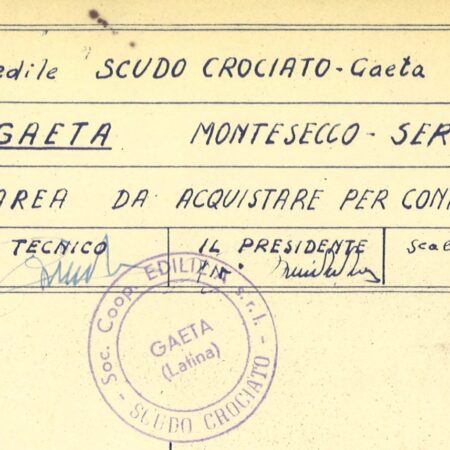 edile SCUDO CROCIATO-Gaeta
GAETA MONTESECCO - SER
AREA DA ACQUISTARE PER CON
TECNICO IL PRESIDENTE scal
Soc. Coop. EDILIZIA s.r.l. - SCUDO CROCIATO -
GAETA
(Latina)